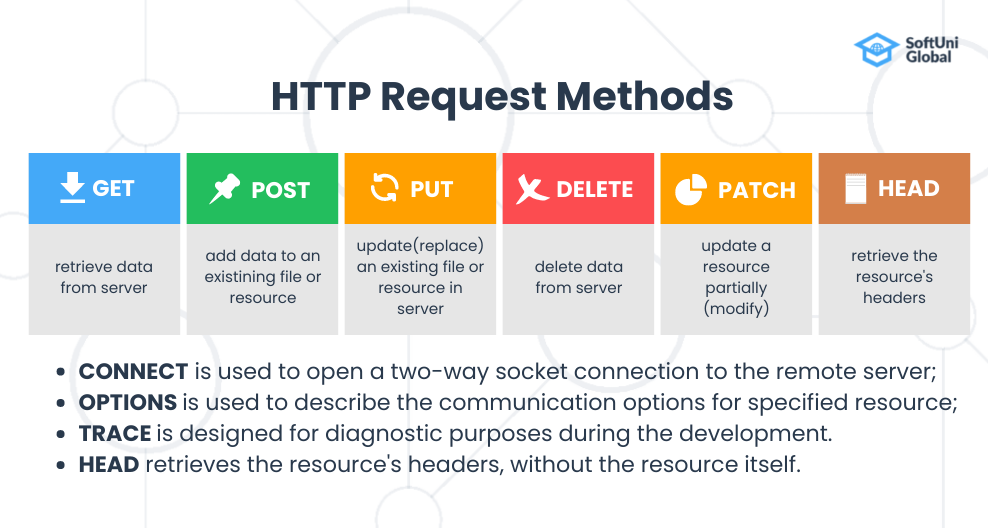 SoftUni
Global
HTTP Request Methods
GET
POST
PUT
DELETE
PATCH
HEAD
retrieve data
from server
add data to an
existining file or
resource
update(replace)
an existing file or
resource in
server
delete data
from server
update a
resource
partially
(modify)
retrieve the
resource's
headers
• CONNECT is used to open a two-way socket connection to the remote server;
• OPTIONS is used to describe the communication options for specified resource;
• TRACE is designed for diagnostic purposes during the development.
• HEAD retrieves the resource's headers, without the resource itself.